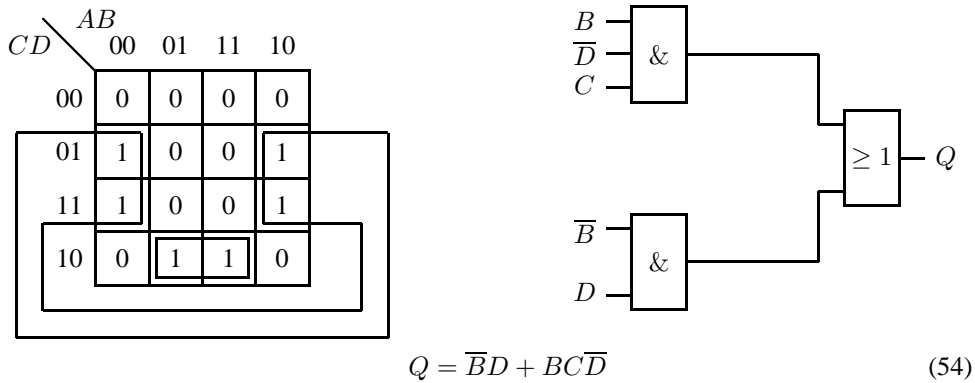 AB
CD
00 01 11 10
00 0 0 0 0
01 1 0 0 1
11 1 0 0 1
10 0 1 1 0
B
D̅
C
&
≥ 1
Q
B̅
D
&
Q = B̅D + BCD̅ (54)